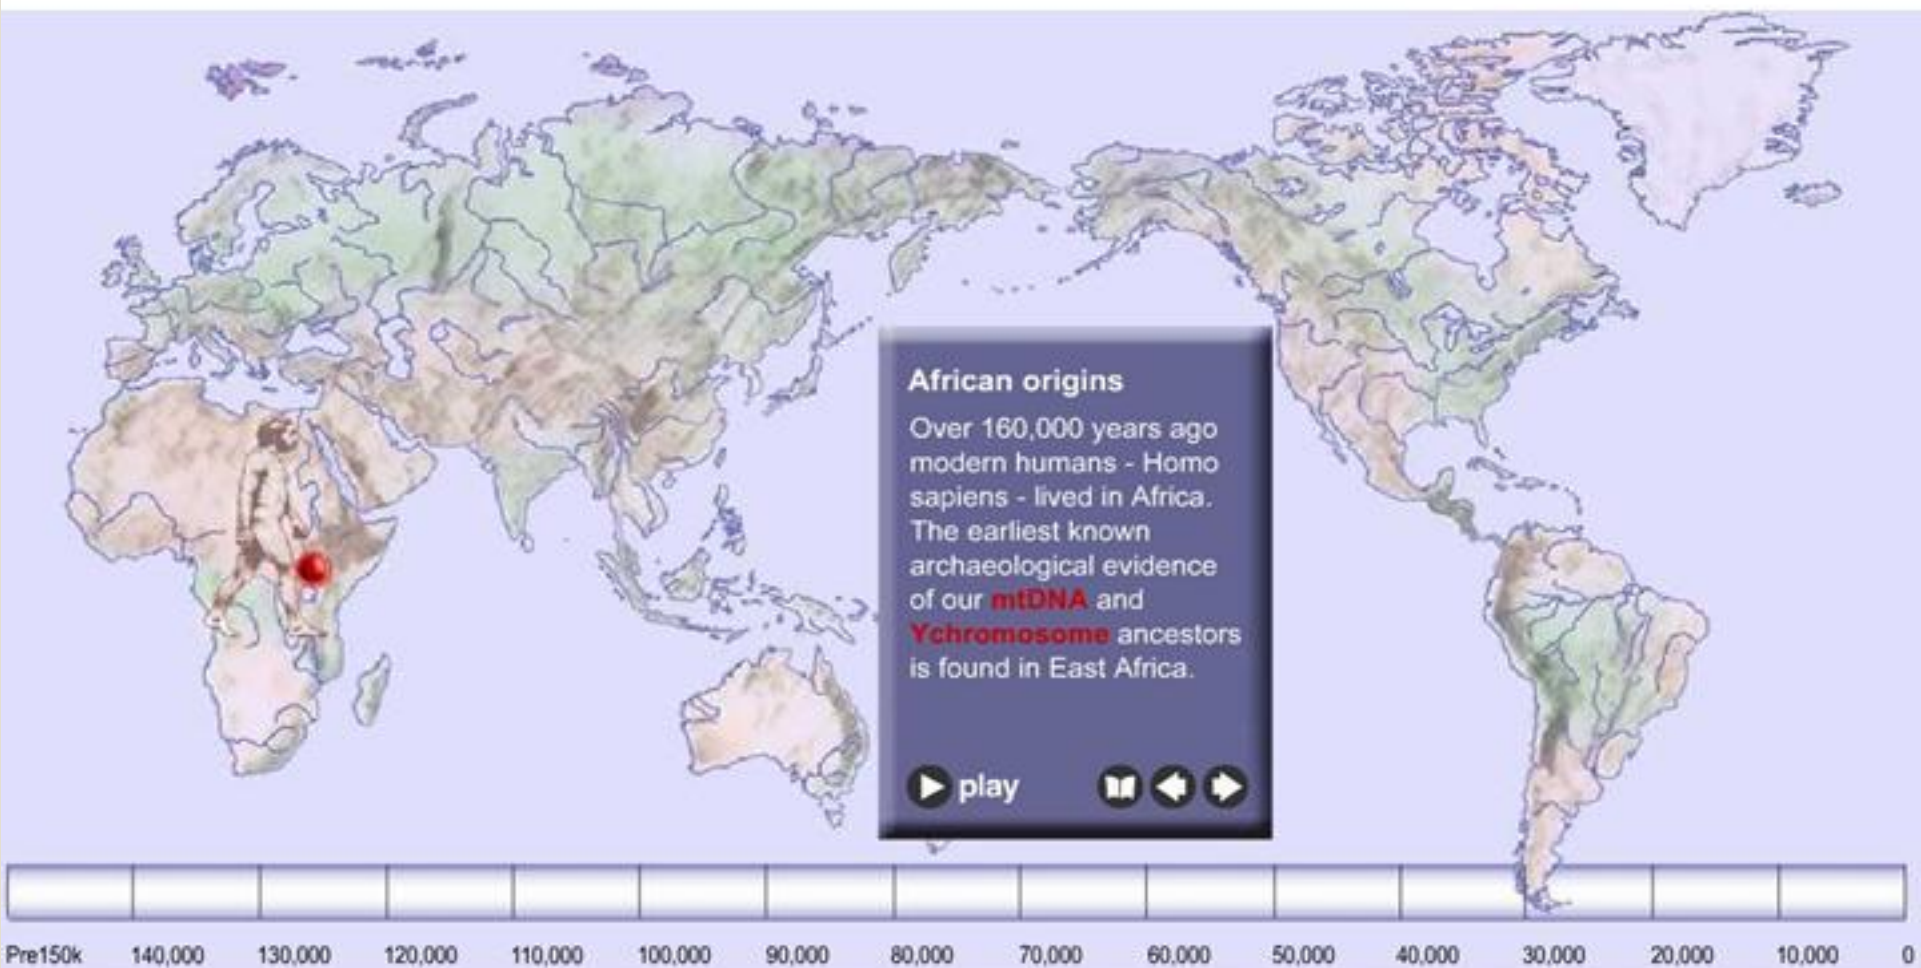 African origins
Over 160,000 years ago
modern humans - Homo
sapiens - lived in Africa.
The earliest known
archaeological evidence
of our mtDNA and
Ychromosome ancestors
is found in East Africa.
play
Pre150k 140,000 130,000 120,000 110,000 100,000 90,000 80,000 70,000 60,000 50,000 40,000 30,000 20,000 10,000 0